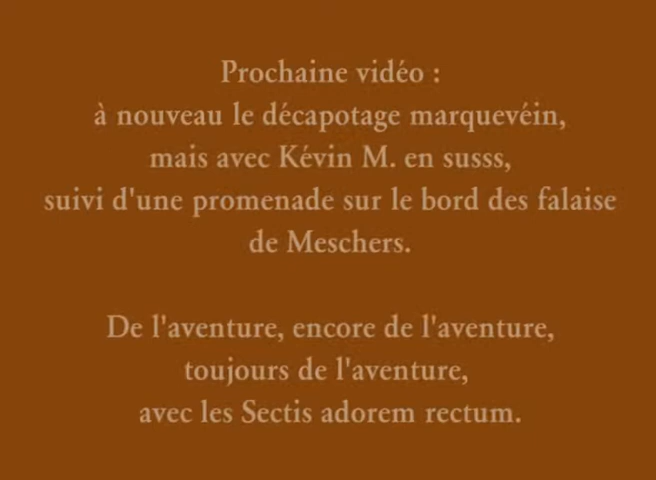 Prochaine vidéo :
à nouveau le décapotage marquevéin,
mais avec Kévin M. en susss,
suivi d'une promenade sur le bord des falaise
de Meschers.
De l'aventure, encore de l'aventure,
toujours de l'aventure,
avec les Sectis adorem rectum.